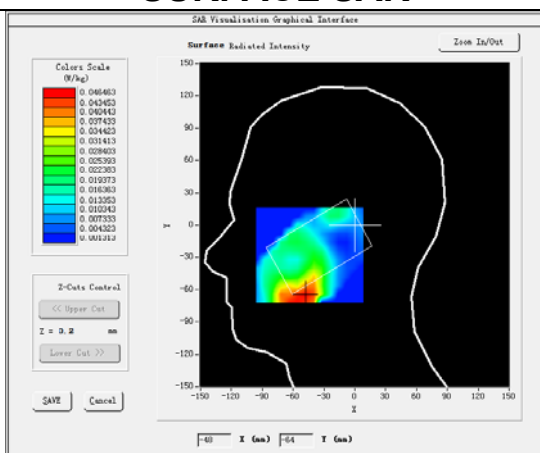 SURFACE SAR
SAR Visualisation Graphical Interface
Surface Radiated Intensity
Zoom In/Out
Colors Scale
(W/kg)
0.046463
0.043453
0.040443
0.037433
0.034423
0.031413
0.028403
0.025393
0.022383
0.019373
0.016363
0.013353
0.010343
0.007333
0.004323
0.001313
150
120
90
60
30
0
-30
-60
-90
-120
-150
Y
-150 -120 -90 -60 -30 0 30 60 90 120 150
X
Z-Cuts Control
<< Upper Cut
Z = 3.2 mm
Lower Cut >>
SAVE Cancel
-48 X (mm) -64 Y (mm)